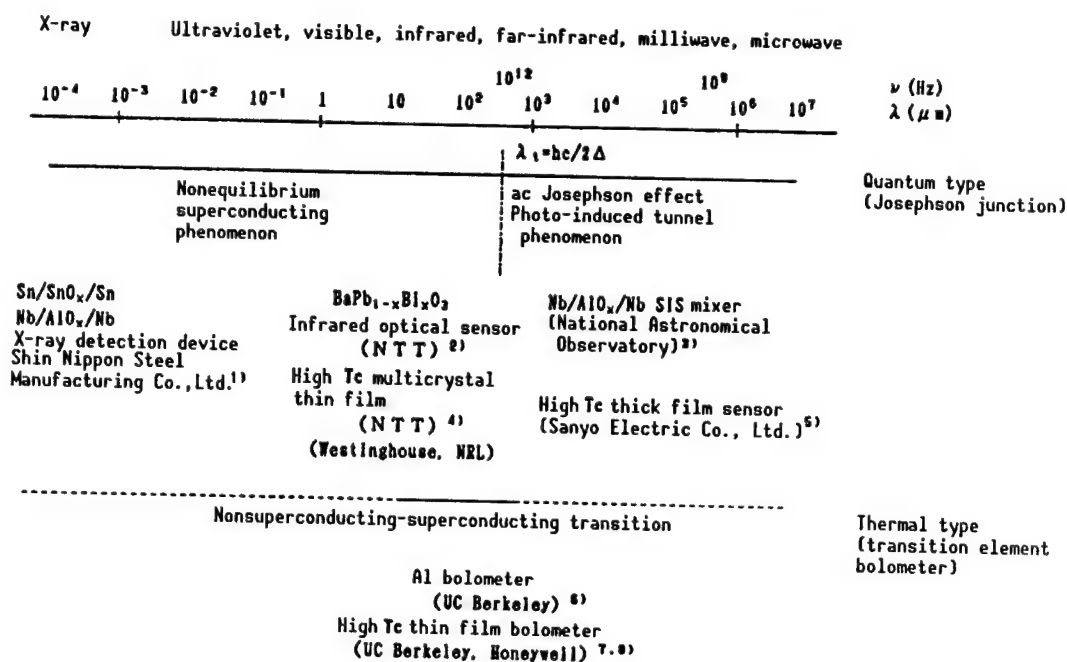 X-ray Ultraviolet, visible, infrared, far-infrared, milliwave, microwave
10¹² 10⁹ ν (Hz)
10⁻⁴ 10⁻³ 10⁻² 10⁻¹ 1 10 10² 10³ 10⁴ 10⁵ 10⁶ 10⁷ λ (μm)
λ₁=hc/2Δ
Quantum type
(Josephson junction)
Nonequilibrium
superconducting
phenomenon
ac Josephson effect
Photo-induced tunnel
phenomenon
Sn/SnOₓ/Sn
Nb/AlOₓ/Nb
X-ray detection device
Shin Nippon Steel
Manufacturing Co.,Ltd.¹⁾
BaPb₁₋ₓBiₓO₃
Infrared optical sensor
(NTT) ²⁾
High Tc multicrystal
thin film
(NTT) ⁴⁾
(Westinghouse, NRL)
Nb/AlOₓ/Nb SIS mixer
(National Astronomical
Observatory)³⁾
High Tc thick film sensor
(Sanyo Electric Co., Ltd.)⁵⁾
Nonsuperconducting-superconducting transition
Thermal type
(transition element
bolometer)
Al bolometer
(UC Berkeley) ⁶⁾
High Tc thin film bolometer
(UC Berkeley, Honeywell) ⁷·⁸⁾